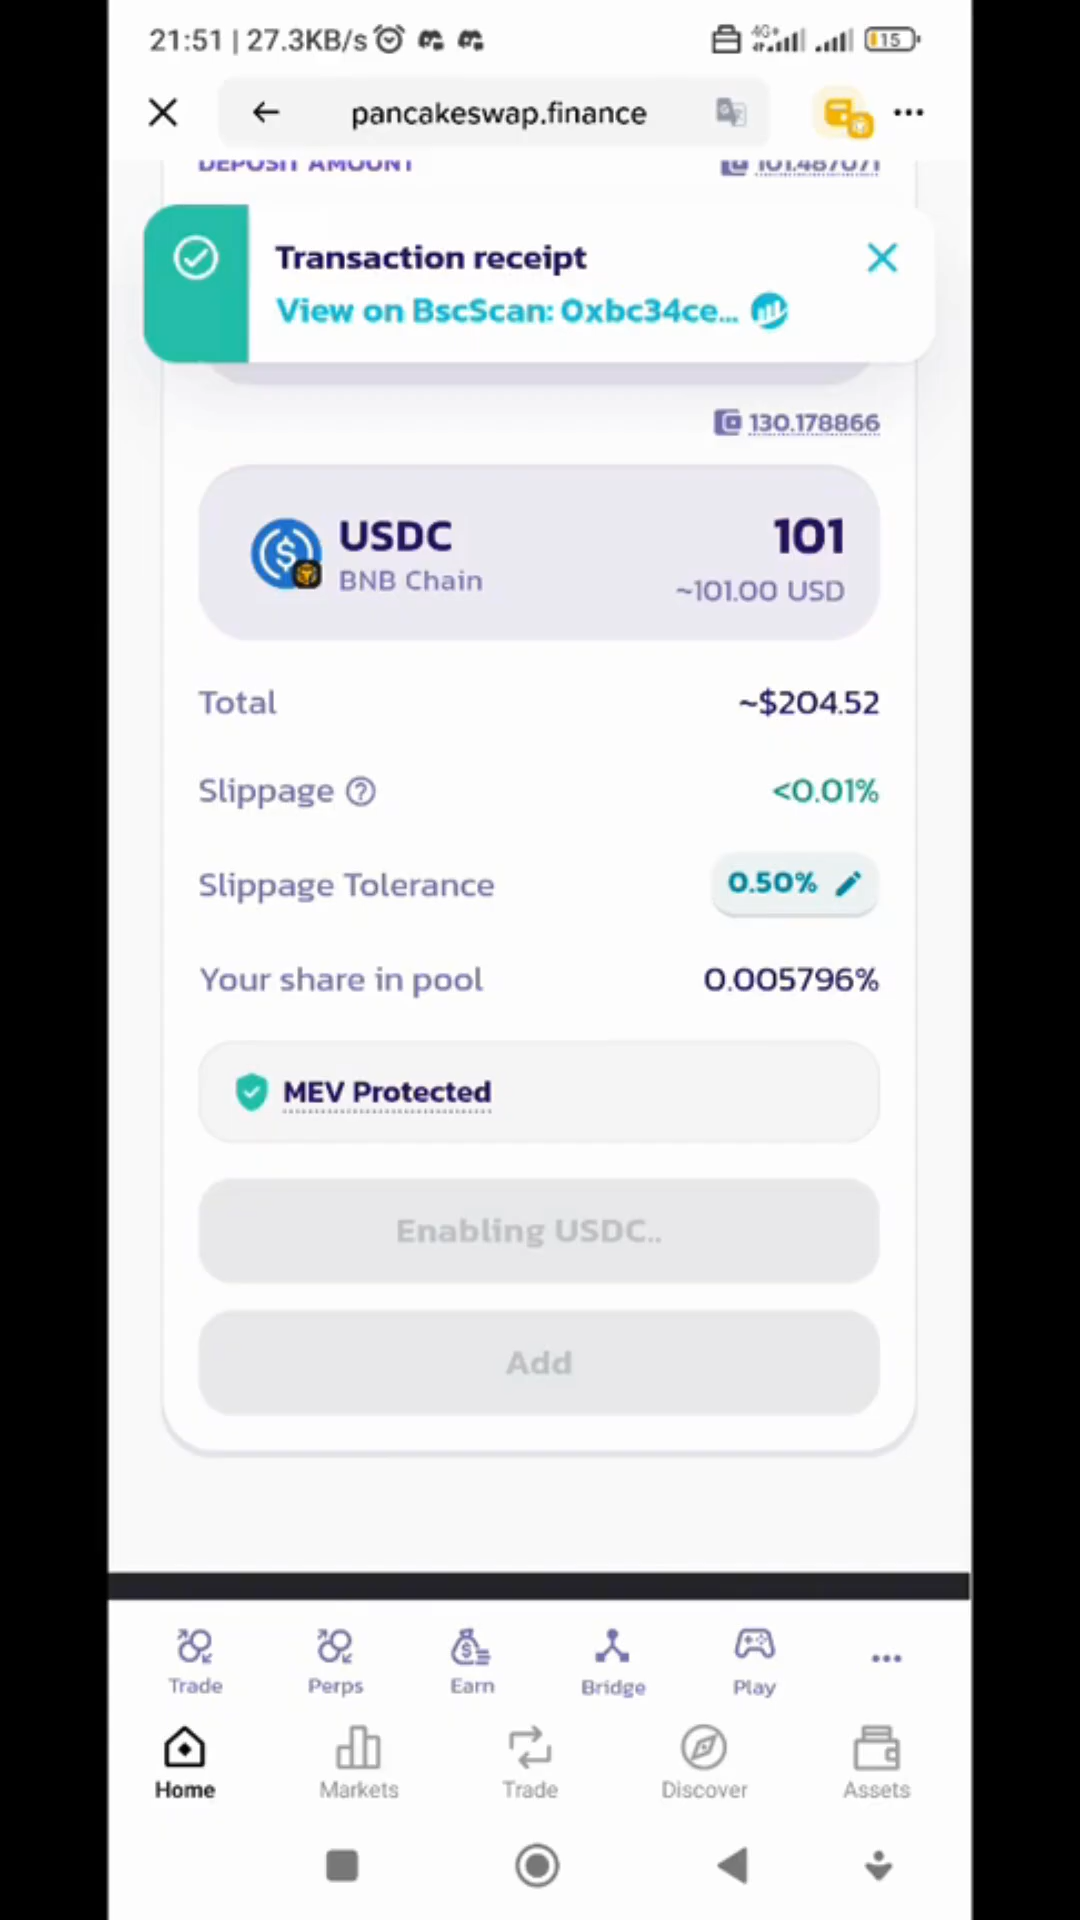 21:51 | 27.3KB/s
4G+
15
pancakeswap.finance
DEPOSIT AMOUNT
101.487071
Transaction receipt
View on BscScan: 0xbc34ce...
130.178866
USDC
101
BNB Chain
~101.00 USD
Total
~$204.52
Slippage
<0.01%
Slippage Tolerance
0.50%
Your share in pool
0.005796%
MEV Protected
Enabling USDC..
Add
Trade
Perps
Earn
Bridge
Play
Home
Markets
Trade
Discover
Assets